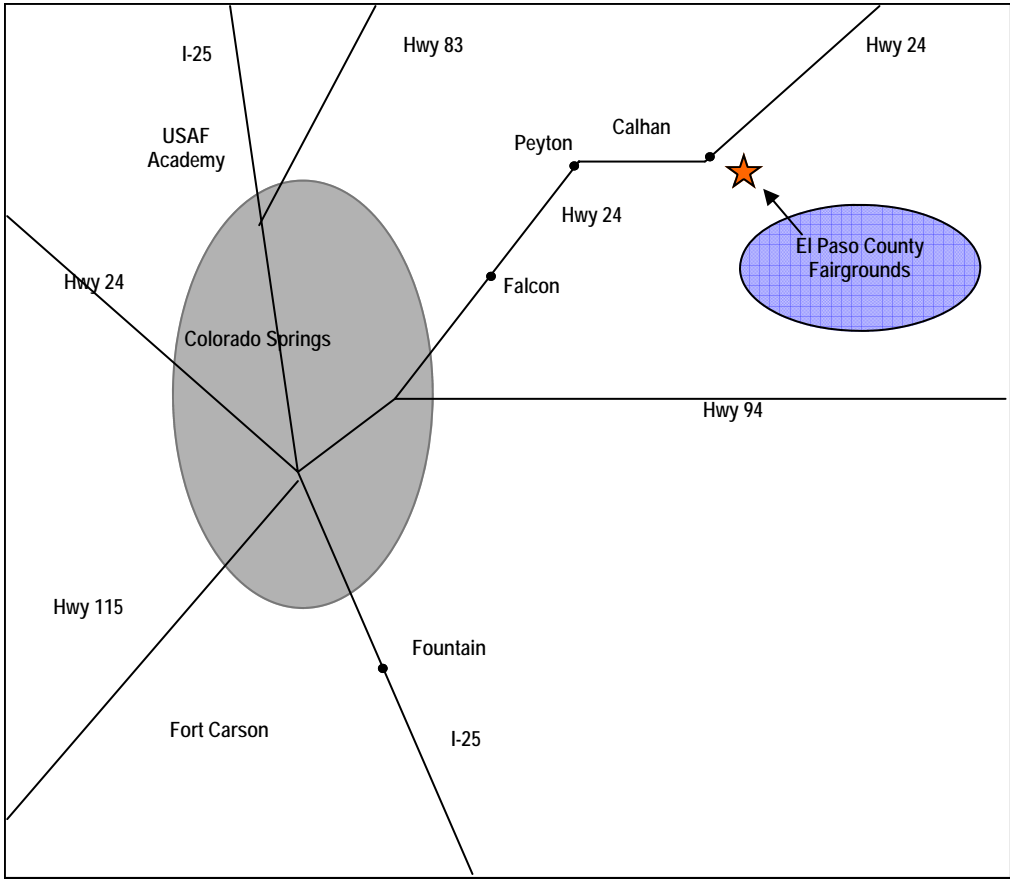 I-25
Hwy 83
Hwy 24
USAF
Academy
Calhan
Peyton
Hwy 24
El Paso County
Fairgrounds
Hwy 24
Falcon
Colorado Springs
Hwy 94
Hwy 115
Fountain
Fort Carson
I-25